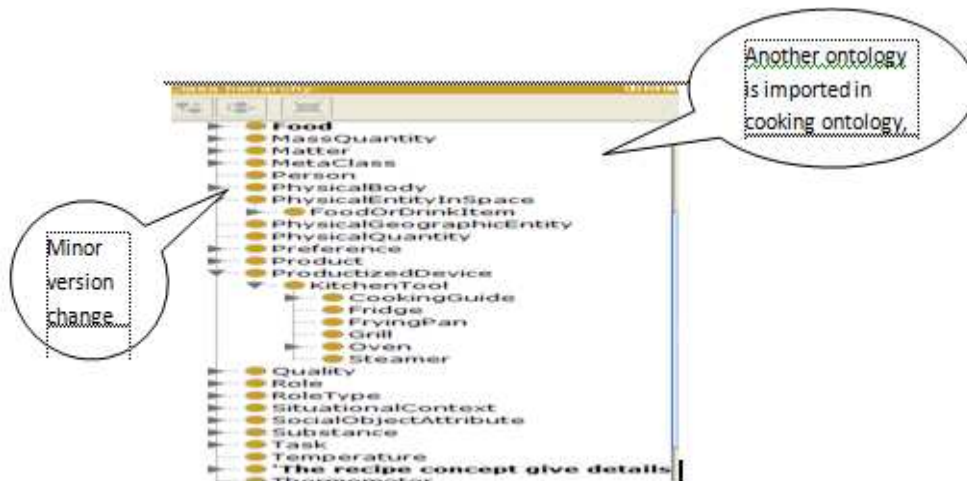 Another ontology
is imported in
cooking ontology,
Food
MassQuantity
Matter
MetaClass
Person
PhysicalBody
PhysicalEntityInSpace
FoodOrDrinkItem
PhysicalGeographicEntity
PhysicalQuantity
Preference
Product
ProductizedDevice
KitchenTool
CookingGuide
Fridge
FryingPan
Grill
Oven
Steamer
Quality
Role
RoleType
SituationalContext
SocialObjectAttribute
Substance
Task
Temperature
'The recipe concept give details
Thermometer
Minor
version
change